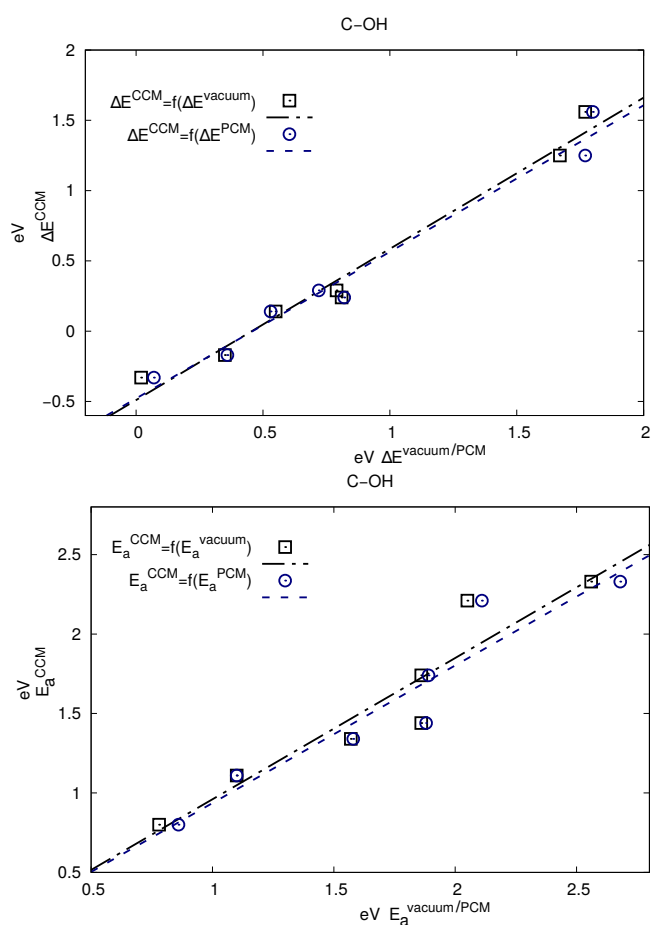 C–OH
ΔE^CCM=f(ΔE^vacuum)
ΔE^CCM=f(ΔE^PCM)
2
1.5
1
0.5
0
−0.5
eV
ΔE^CCM
0 0.5 1 1.5 2
eV ΔE^vacuum/PCM
C–OH
E_a^CCM=f(E_a^vacuum)
E_a^CCM=f(E_a^PCM)
2.5
2
1.5
1
0.5
eV
E_a^CCM
0.5 1 1.5 2 2.5
eV E_a^vacuum/PCM